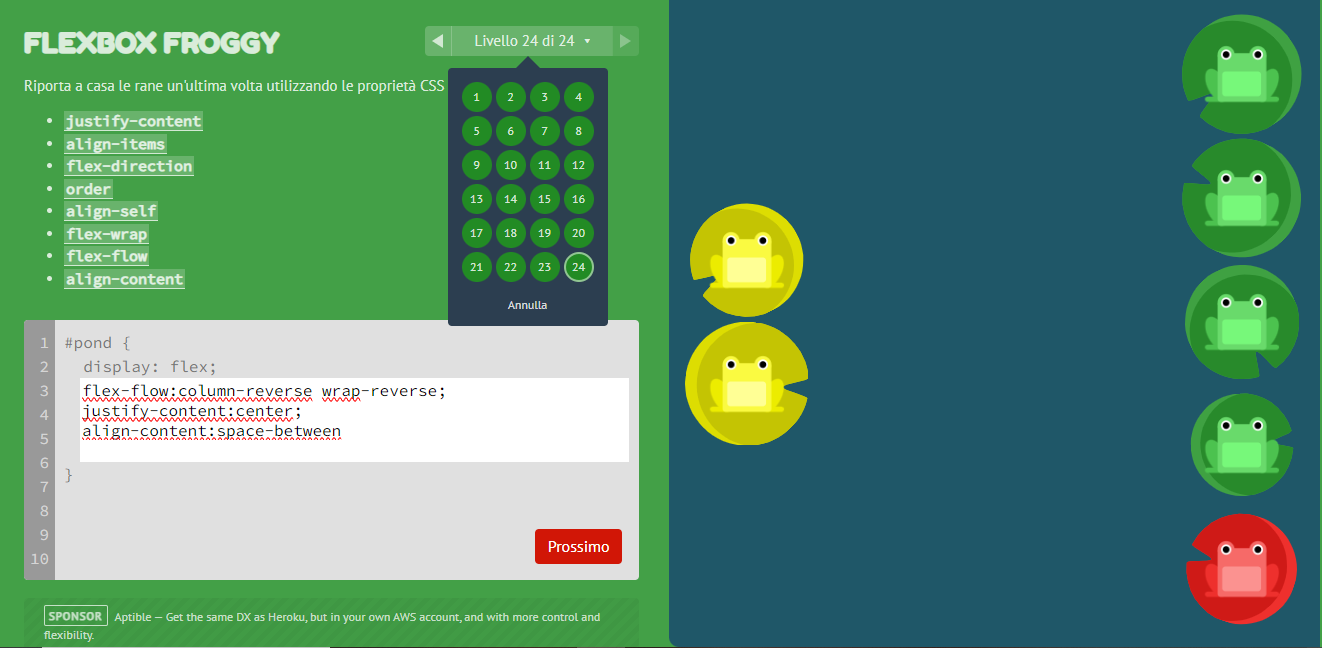 FLEXBOX FROGGY
Livello 24 di 24
Riporta a casa le rane un'ultima volta utilizzando le proprietà CSS
justify-content
align-items
flex-direction
order
align-self
flex-wrap
flex-flow
align-content
1 2 3 4
5 6 7 8
9 10 11 12
13 14 15 16
17 18 19 20
21 22 23 24
Annulla
1 #pond {
2 display: flex;
3 flex-flow:column-reverse wrap-reverse;
4 justify-content:center;
5 align-content:space-between
6 }
7
8
9
10
Prossimo
SPONSOR Aptible — Get the same DX as Heroku, but in your own AWS account, and with more control and
flexibility.